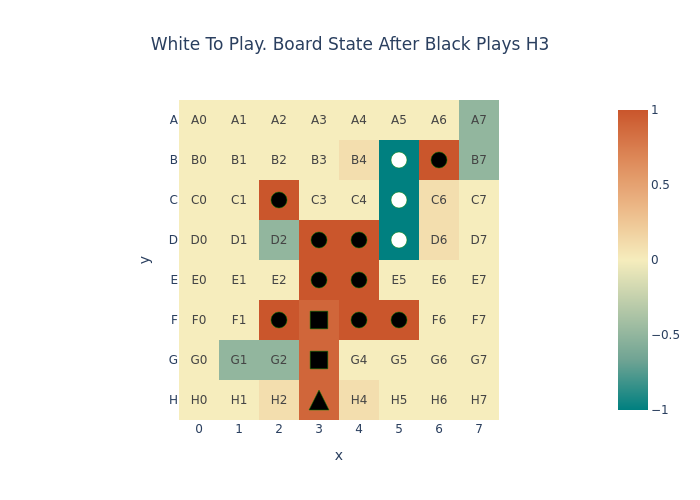 White To Play. Board State After Black Plays H3
A A0 A1 A2 A3 A4 A5 A6 A7
B B0 B1 B2 B3 B4 B7
C C0 C1 C3 C4 C6 C7
D D0 D1 D2 D6 D7
E E0 E1 E2 E5 E6 E7
F F0 F1 F6 F7
G G0 G1 G2 G4 G5 G6 G7
H H0 H1 H2 H4 H5 H6 H7
0 1 2 3 4 5 6 7
x
y
1
0.5
0
−0.5
−1